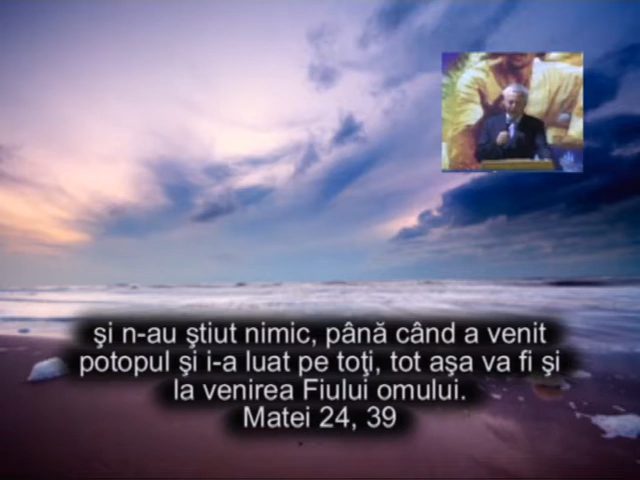 şi n-au ştiut nimic, până când a venit
potopul şi i-a luat pe toţi, tot aşa va fi şi
la venirea Fiului omului.
Matei 24, 39